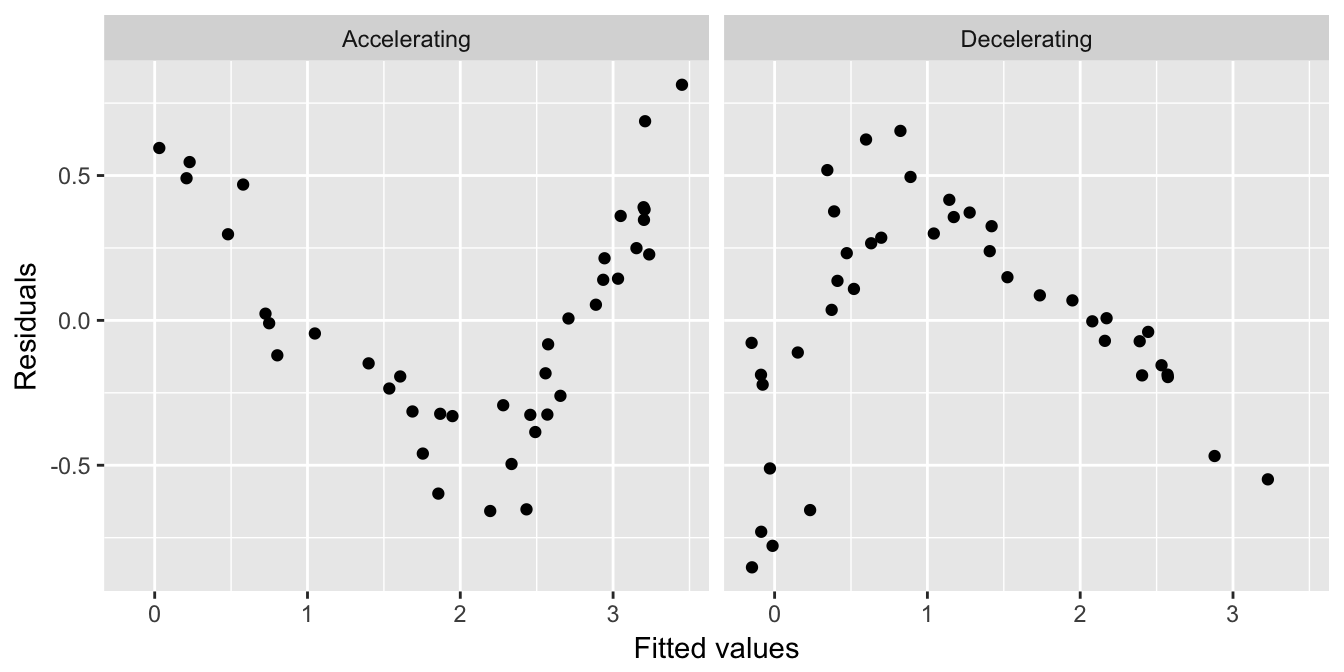 Accelerating
Decelerating
0.5
0.0
-0.5
Residuals
0 1 2 3
0 1 2 3
Fitted values